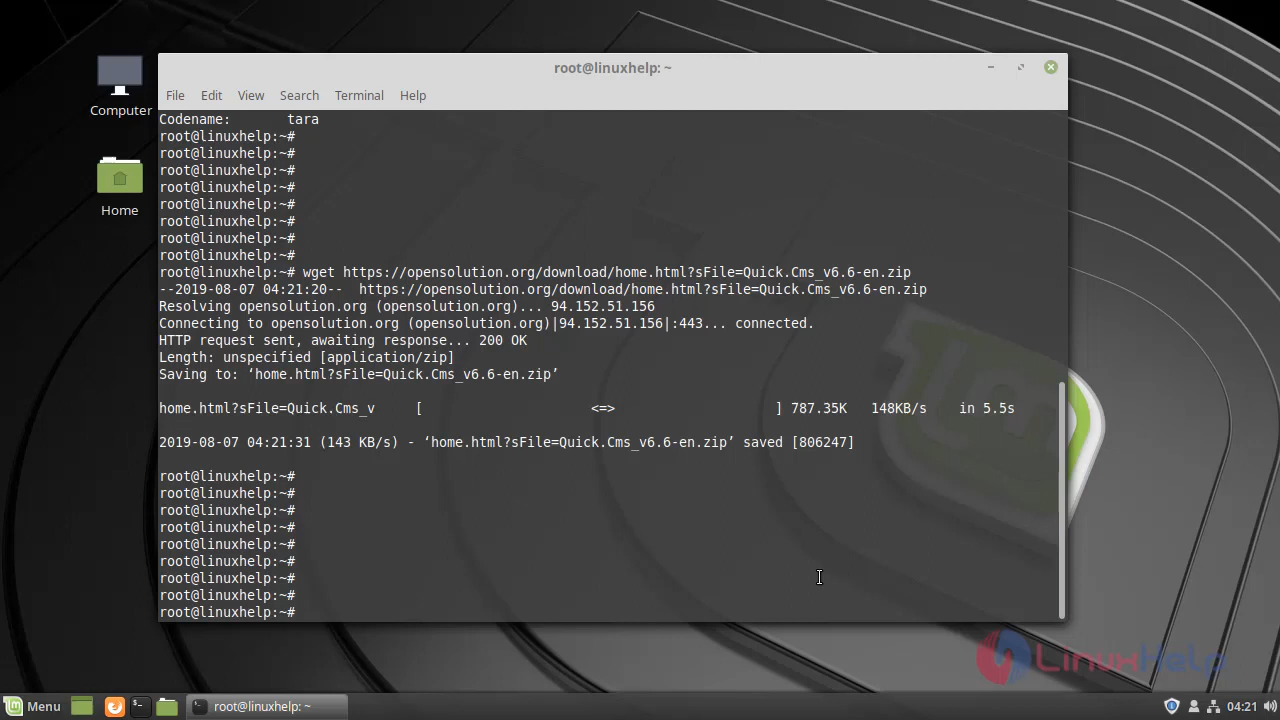 root@linuxhelp: ~
File Edit View Search Terminal Help
Computer
Home
Codename: tara
root@linuxhelp:~#
root@linuxhelp:~#
root@linuxhelp:~#
root@linuxhelp:~#
root@linuxhelp:~#
root@linuxhelp:~#
root@linuxhelp:~#
root@linuxhelp:~#
root@linuxhelp:~# wget https://opensolution.org/download/home.html?sFile=Quick.Cms_v6.6-en.zip
--2019-08-07 04:21:20-- https://opensolution.org/download/home.html?sFile=Quick.Cms_v6.6-en.zip
Resolving opensolution.org (opensolution.org)... 94.152.51.156
Connecting to opensolution.org (opensolution.org)|94.152.51.156|:443... connected.
HTTP request sent, awaiting response... 200 OK
Length: unspecified [application/zip]
Saving to: ‘home.html?sFile=Quick.Cms_v6.6-en.zip’
home.html?sFile=Quick.Cms_v [ <=> ] 787.35K 148KB/s in 5.5s
2019-08-07 04:21:31 (143 KB/s) - ‘home.html?sFile=Quick.Cms_v6.6-en.zip’ saved [806247]
root@linuxhelp:~#
root@linuxhelp:~#
root@linuxhelp:~#
root@linuxhelp:~#
root@linuxhelp:~#
root@linuxhelp:~#
root@linuxhelp:~#
root@linuxhelp:~#
root@linuxhelp:~#
LinuxHelp
Menu root@linuxhelp: ~ 04:21